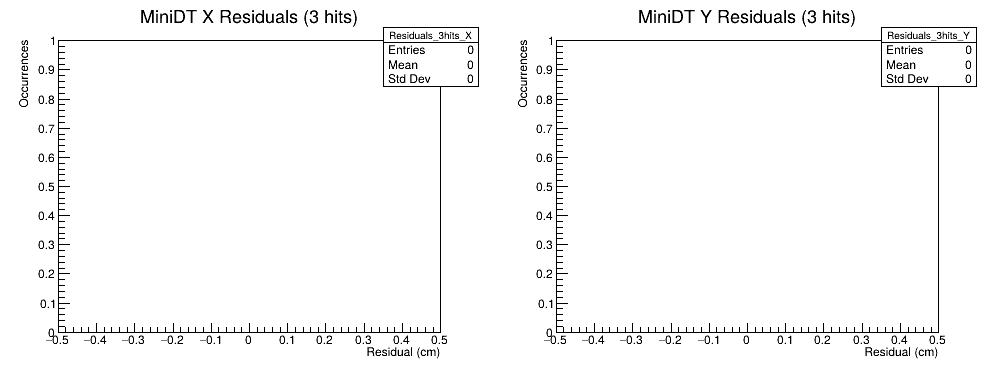 MiniDT X Residuals (3 hits)
Residuals_3hits_X
Entries 0
Mean 0
Std Dev 0
Occurrences
1
0.9
0.8
0.7
0.6
0.5
0.4
0.3
0.2
0.1
0
−0.5 −0.4 −0.3 −0.2 −0.1 0 0.1 0.2 0.3 0.4 0.5
Residual (cm)
MiniDT Y Residuals (3 hits)
Residuals_3hits_Y
Entries 0
Mean 0
Std Dev 0
Occurrences
1
0.9
0.8
0.7
0.6
0.5
0.4
0.3
0.2
0.1
0
−0.5 −0.4 −0.3 −0.2 −0.1 0 0.1 0.2 0.3 0.4 0.5
Residual (cm)